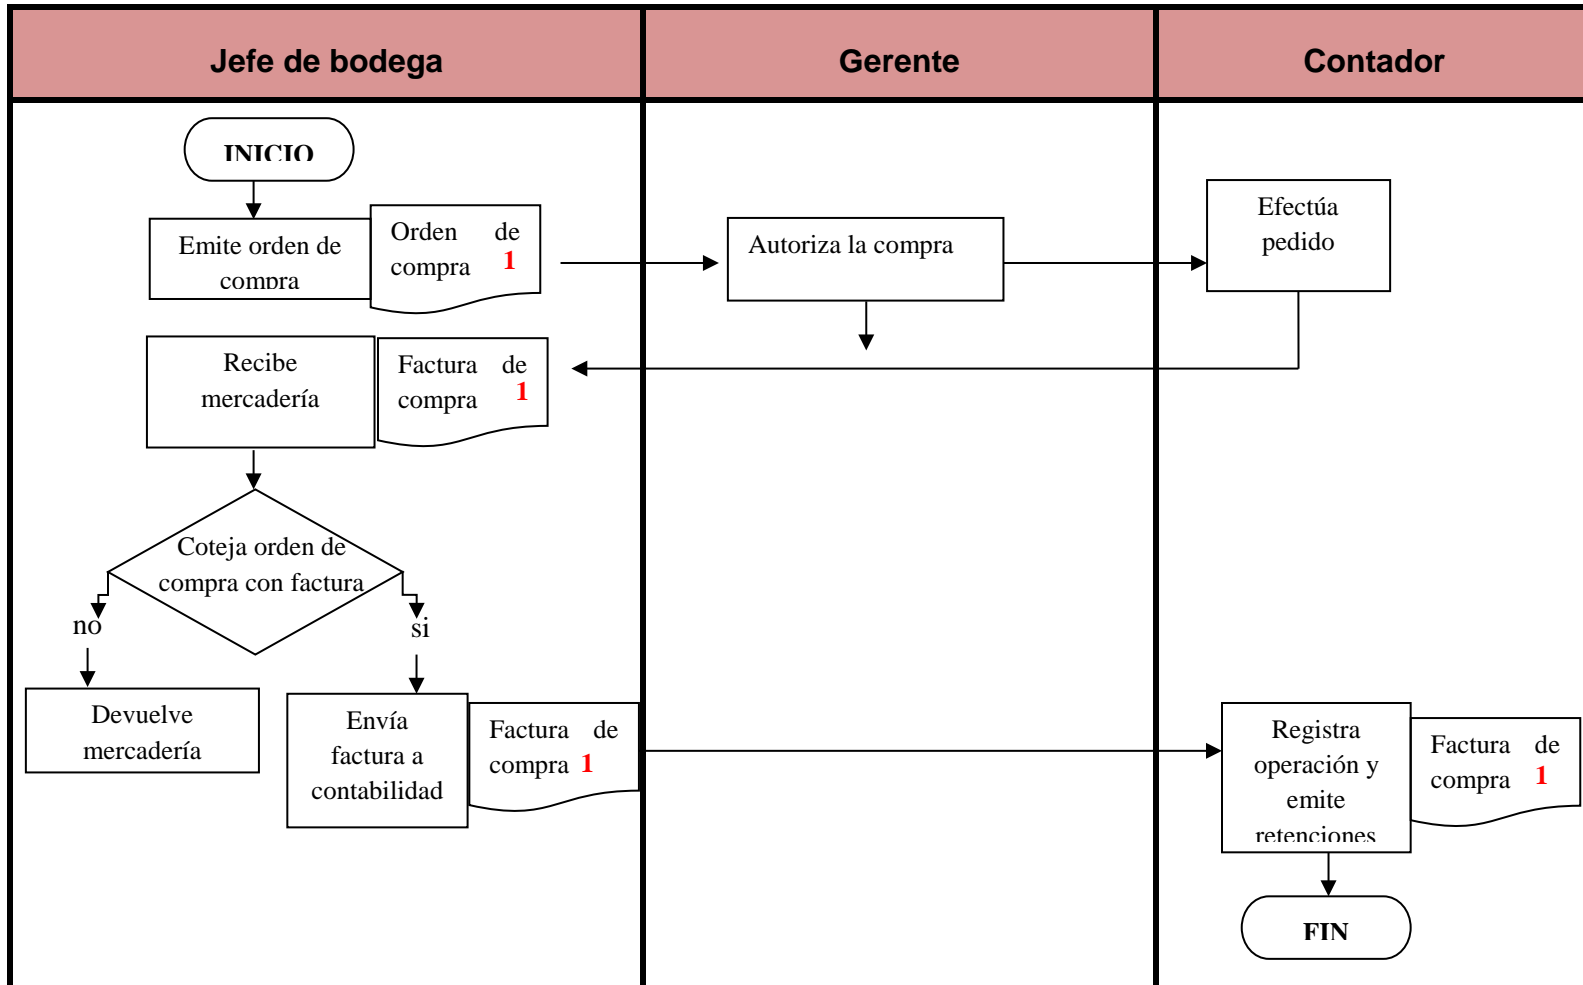 Jefe de bodega
Gerente
Contador
INICIO
Emite orden de
compra
Orden de
compra 1
Autoriza la compra
Efectúa
pedido
Recibe
mercadería
Factura de
compra 1
Coteja orden de
compra con factura
no
si
Devuelve
mercadería
Envía
factura a
contabilidad
Factura de
compra 1
Registra
operación y
emite
retenciones
Factura de
compra 1
FIN